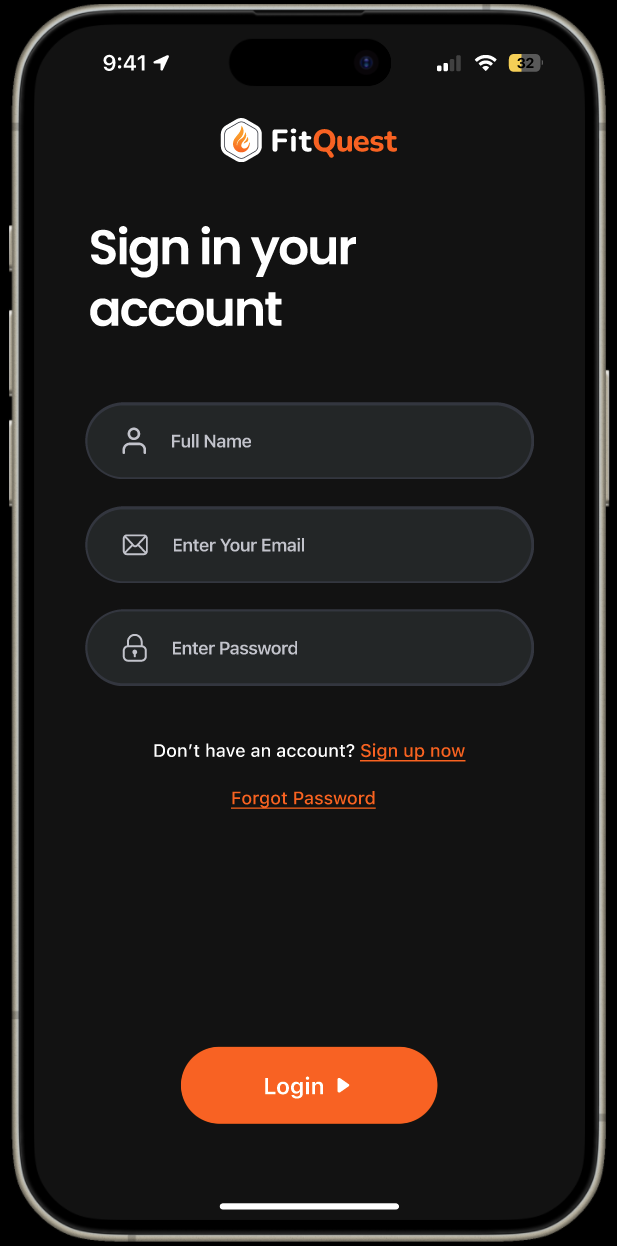 9:41
32
FitQuest
Sign in your
account
Full Name
Enter Your Email
Enter Password
Don’t have an account? Sign up now
Forgot Password
Login